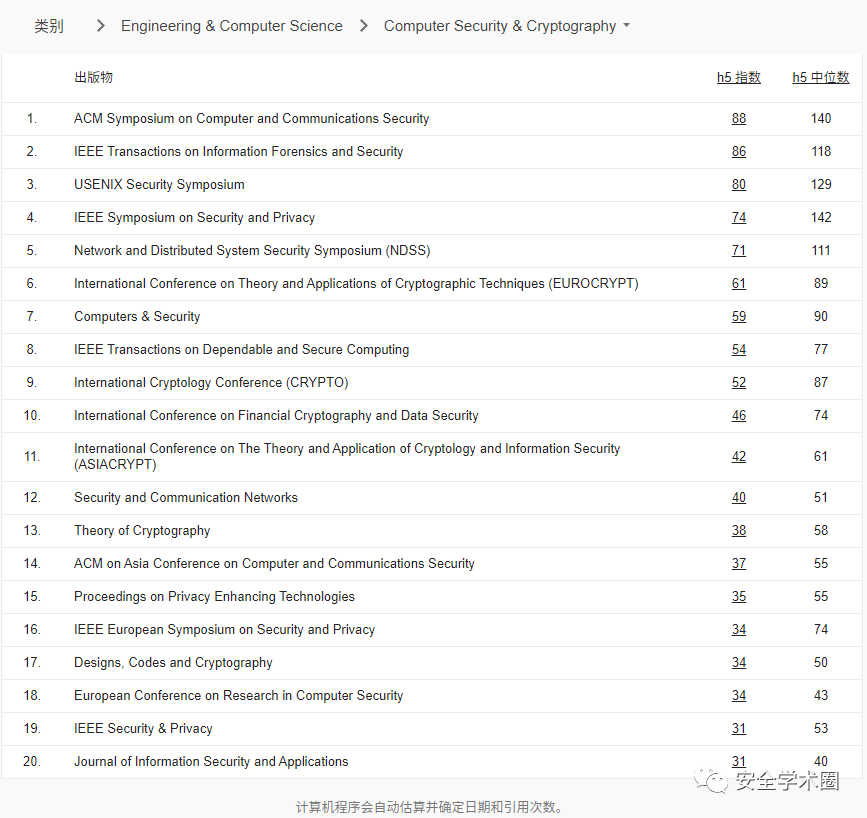 类别 > Engineering & Computer Science > Computer Security & Cryptography
出版物 h5 指数 h5 中位数
1. ACM Symposium on Computer and Communications Security 88 140
2. IEEE Transactions on Information Forensics and Security 86 118
3. USENIX Security Symposium 80 129
4. IEEE Symposium on Security and Privacy 74 142
5. Network and Distributed System Security Symposium (NDSS) 71 111
6. International Conference on Theory and Applications of Cryptographic Techniques (EUROCRYPT) 61 89
7. Computers & Security 59 90
8. IEEE Transactions on Dependable and Secure Computing 54 77
9. International Cryptology Conference (CRYPTO) 52 87
10. International Conference on Financial Cryptography and Data Security 46 74
11. International Conference on The Theory and Application of Cryptology and Information Security
(ASIACRYPT) 42 61
12. Security and Communication Networks 40 51
13. Theory of Cryptography 38 58
14. ACM on Asia Conference on Computer and Communications Security 37 55
15. Proceedings on Privacy Enhancing Technologies 35 55
16. IEEE European Symposium on Security and Privacy 34 74
17. Designs, Codes and Cryptography 34 50
18. European Conference on Research in Computer Security 34 43
19. IEEE Security & Privacy 31 53
20. Journal of Information Security and Applications 31 40
安全学术圈
计算机程序会自动估算并确定日期和引用次数。